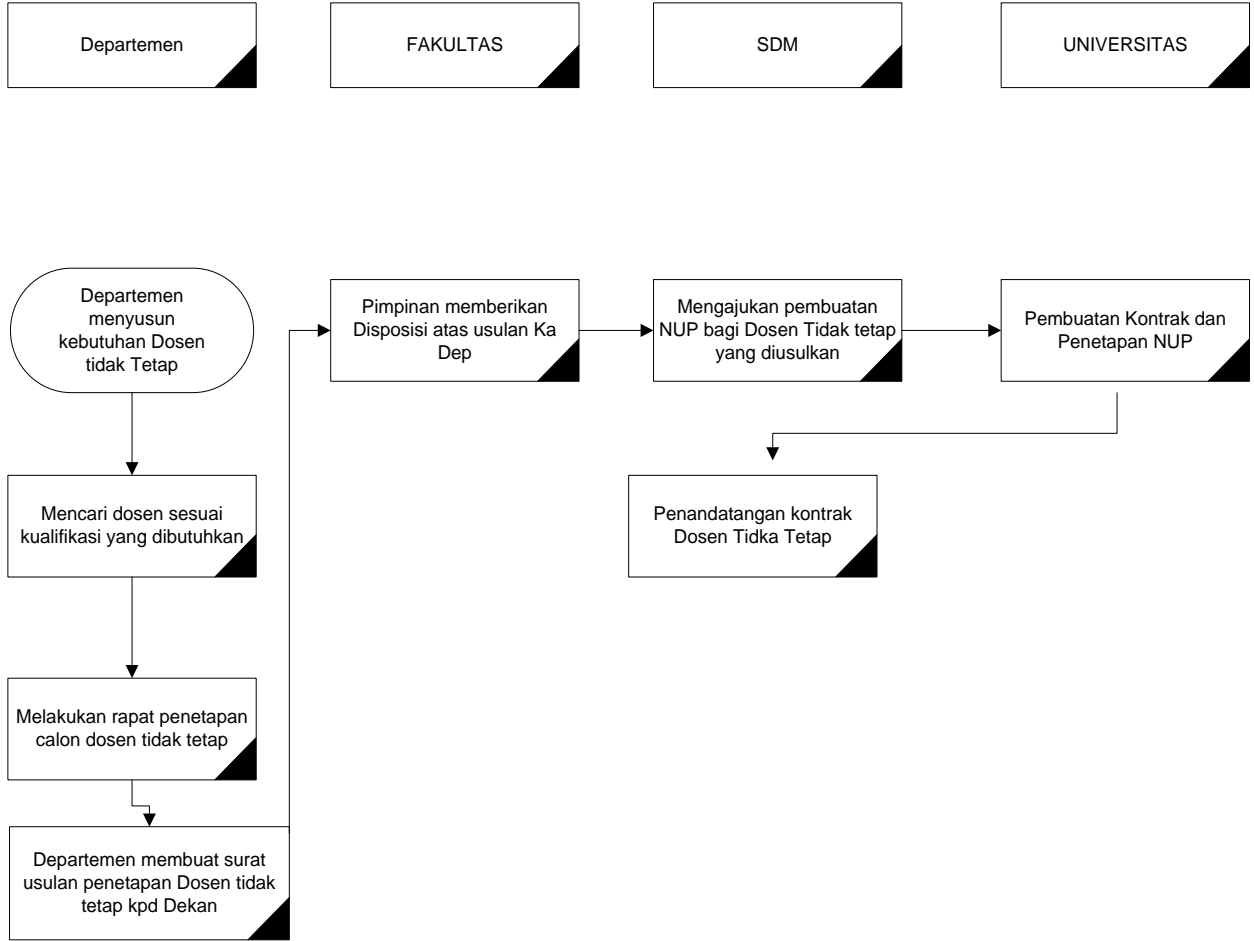 Departemen
FAKULTAS
SDM
UNIVERSITAS
Departemen
menyusun
kebutuhan Dosen
tidak Tetap
Pimpinan memberikan
Disposisi atas usulan Ka
Dep
Mengajukan pembuatan
NUP bagi Dosen Tidak tetap
yang diusulkan
Pembuatan Kontrak dan
Penetapan NUP
Mencari dosen sesuai
kualifikasi yang dibutuhkan
Penandatangan kontrak
Dosen Tidka Tetap
Melakukan rapat penetapan
calon dosen tidak tetap
Departemen membuat surat
usulan penetapan Dosen tidak
tetap kpd Dekan